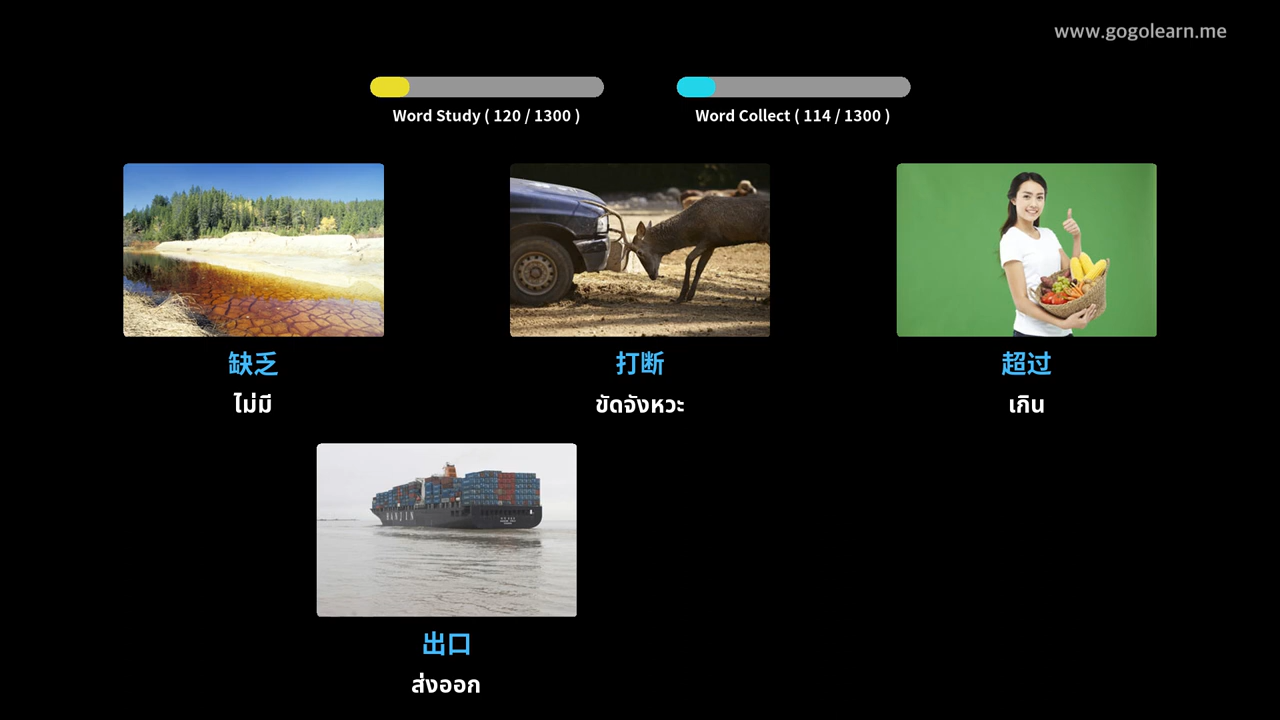 www.gogolearn.me
Word Study ( 120 / 1300 )
Word Collect ( 114 / 1300 )
缺乏
打断
超过
ไม่มี
ขัดจังหวะ
เกิน
HANJIN
出口
ส่งออก